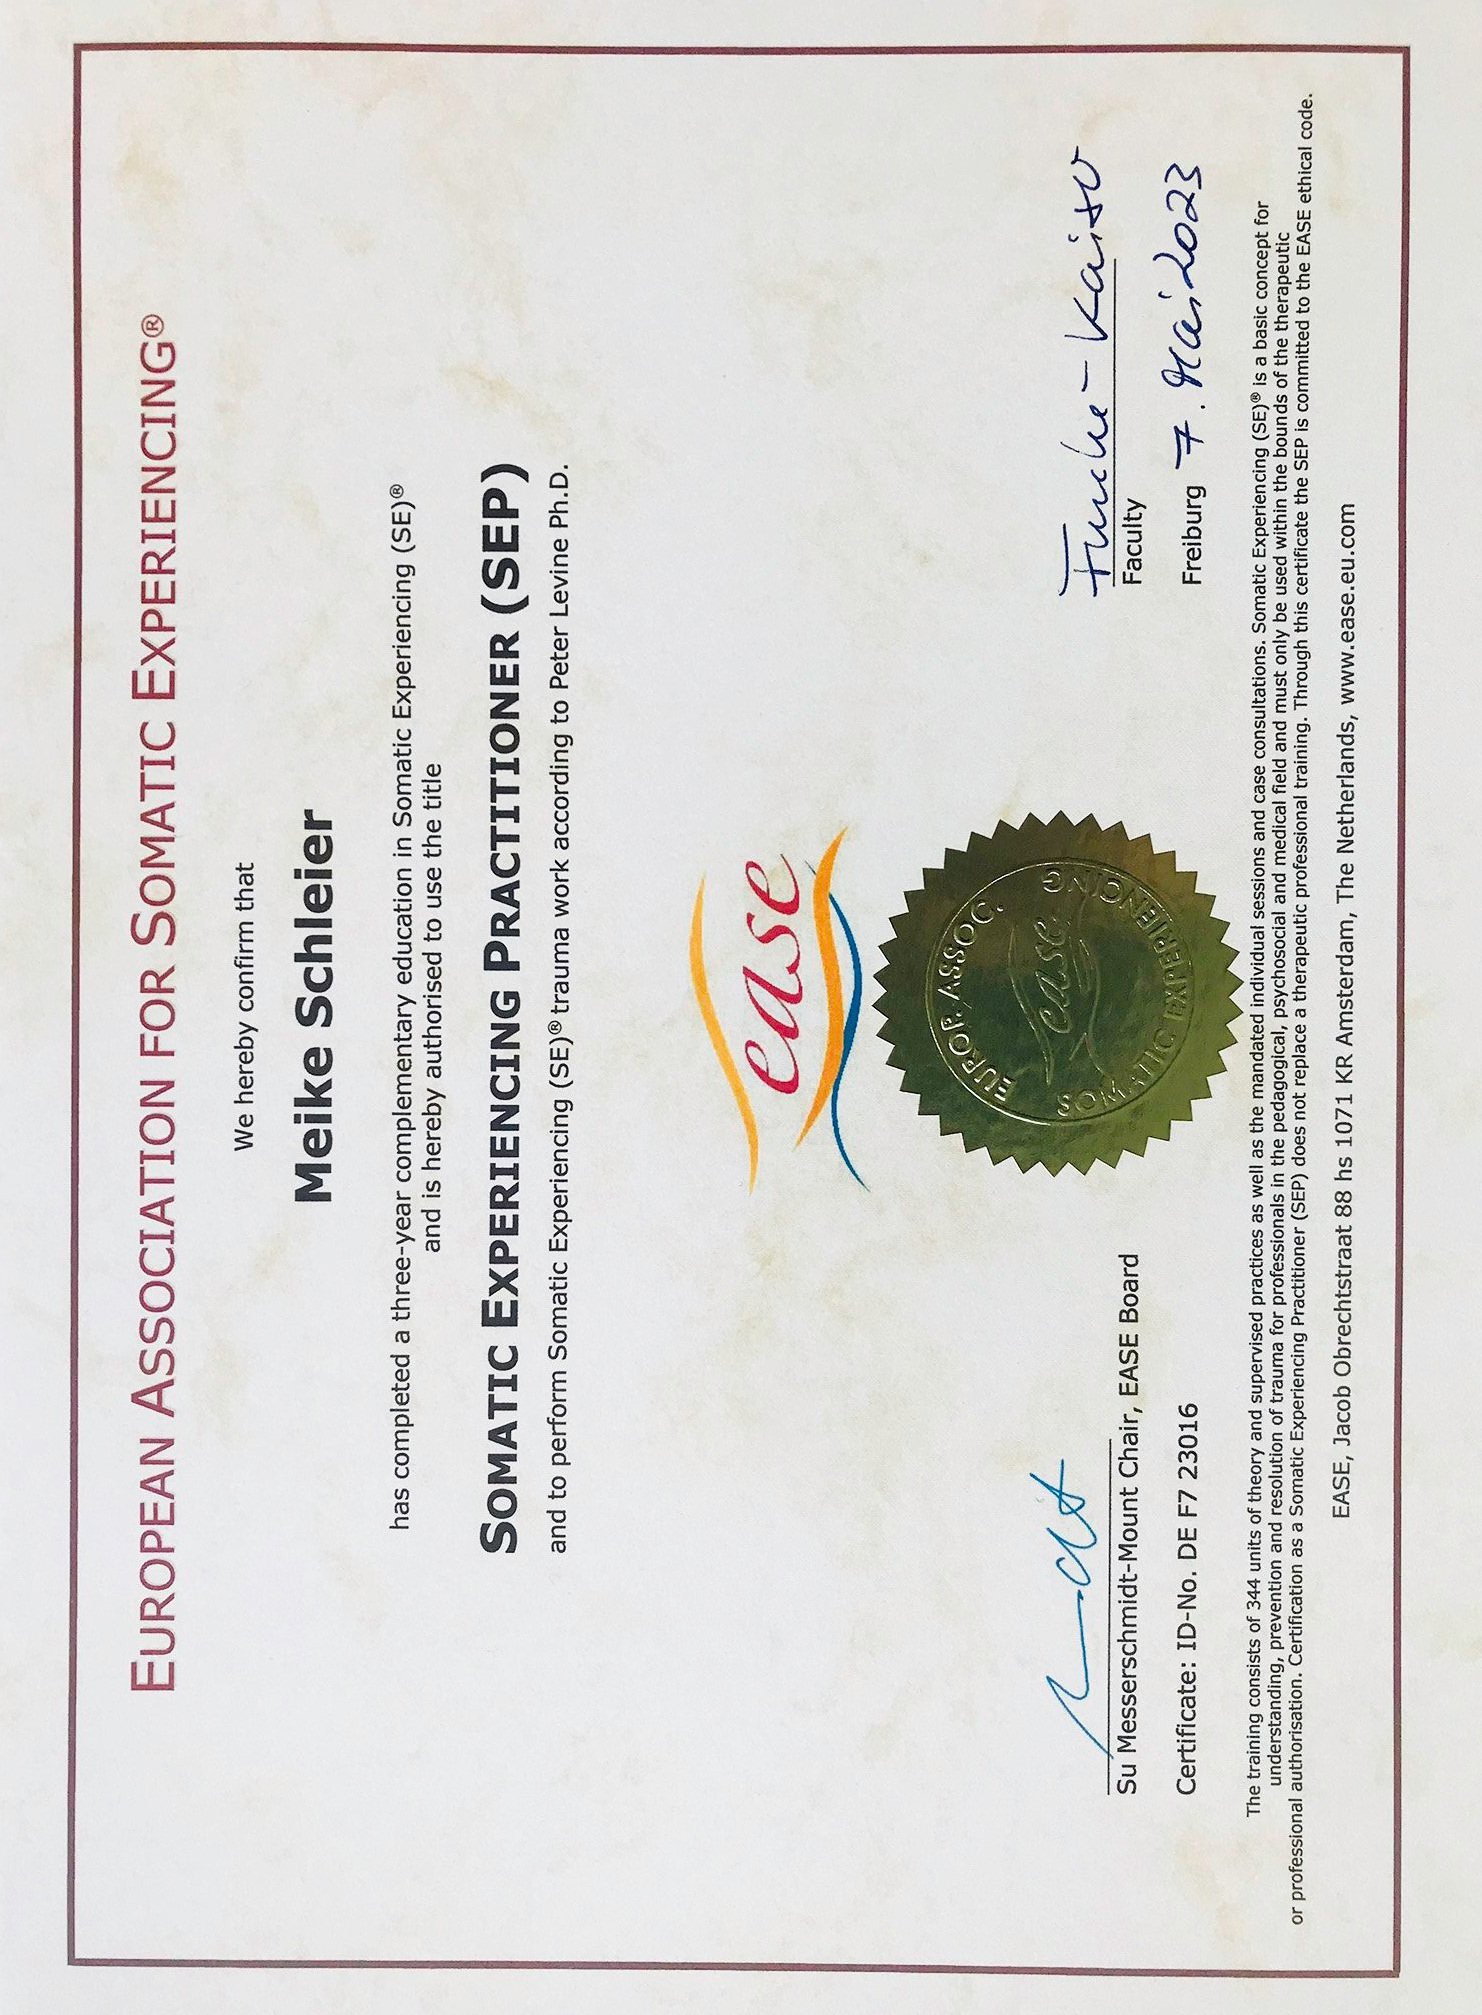 EUROPEAN ASSOCIATION FOR SOMATIC EXPERIENCING®
We hereby confirm that
Meike Schleier
has completed a three-year complementary education in Somatic Experiencing (SE)®
and is hereby authorised to use the title
SOMATIC EXPERIENCING PRACTITIONER (SEP)
and to perform Somatic Experiencing (SE)® trauma work according to Peter Levine Ph.D.
ease
EUROP. ASSOC.
ease
SOMATIC EXPERIENCING
Su Messerschmidt-Mount Chair, EASE Board
Faculty
Certificate: ID-No. DE F7 23016
Freiburg 7. Mai 2023
The training consists of 344 units of theory and supervised practices as well as the mandated individual sessions and case consultations. Somatic Experiencing (SE)® is a basic concept for
understanding, prevention and resolution of trauma for professionals in the pedagogical, psychosocial and medical field and must only be used within the bounds of the therapeutic
or professional authorisation. Certification as a Somatic Experiencing Practitioner (SEP) does not replace a therapeutic professional training. Through this certificate the SEP is committed to the EASE ethical code.
EASE, Jacob Obrechtstraat 88 hs 1071 KR Amsterdam, The Netherlands, www.ease.eu.com